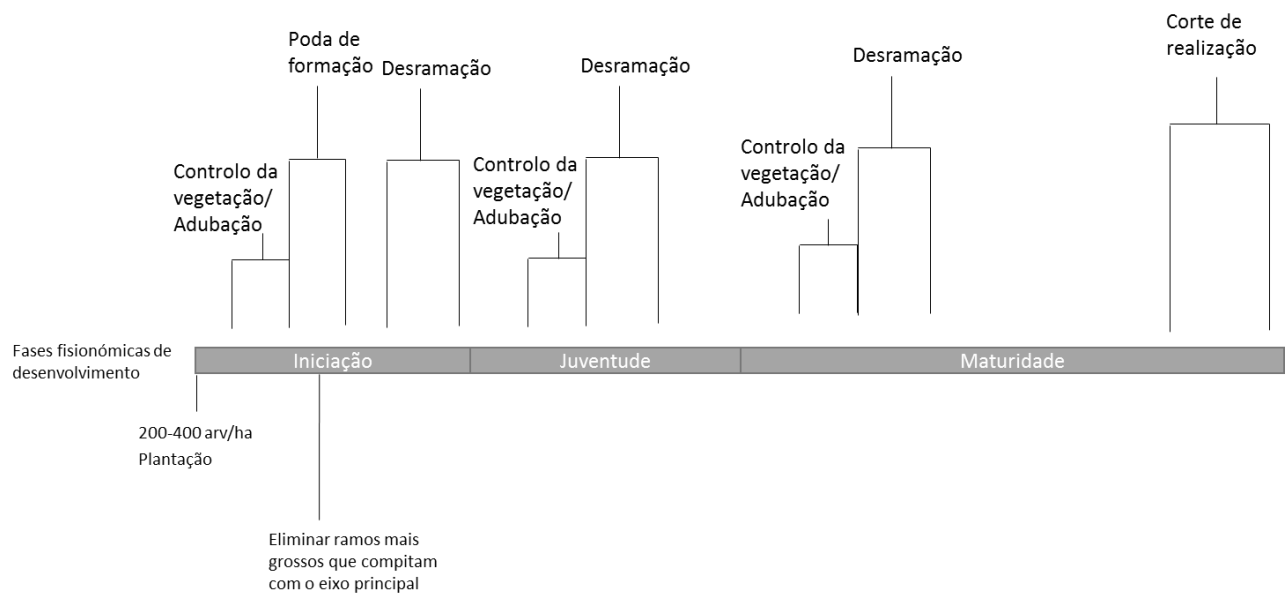 Poda de
formação
Desramação
Desramação
Desramação
Corte de
realização
Controlo da
vegetação/
Adubação
Controlo da
vegetação/
Adubação
Controlo da
vegetação/
Adubação
Fases fisionómicas de
desenvolvimento
Iniciação
Juventude
Maturidade
200-400 arv/ha
Plantação
Eliminar ramos mais
grossos que compitam
com o eixo principal